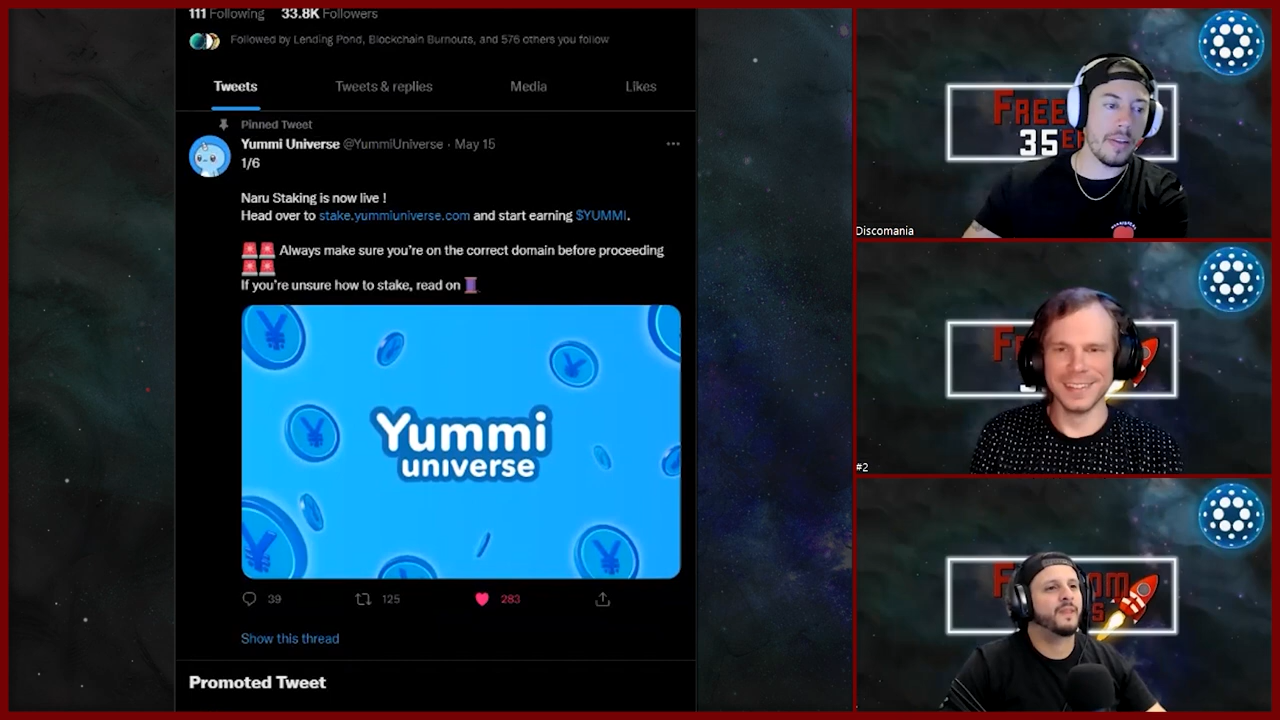 111 Following 33.8K Followers
Followed by Lending Pond, Blockchain Burnouts, and 576 others you follow
Tweets Tweets & replies Media Likes
Pinned Tweet
Yummi Universe @YummiUniverse · May 15
1/6
Naru Staking is now live !
Head over to stake.yummiuniverse.com and start earning $YUMMI.
🚨🚨 Always make sure you're on the correct domain before proceeding
🚨🚨
If you're unsure how to stake, read on 🧵
Yummi
universe
39 125 283
Show this thread
Promoted Tweet
35
Discomania
#2